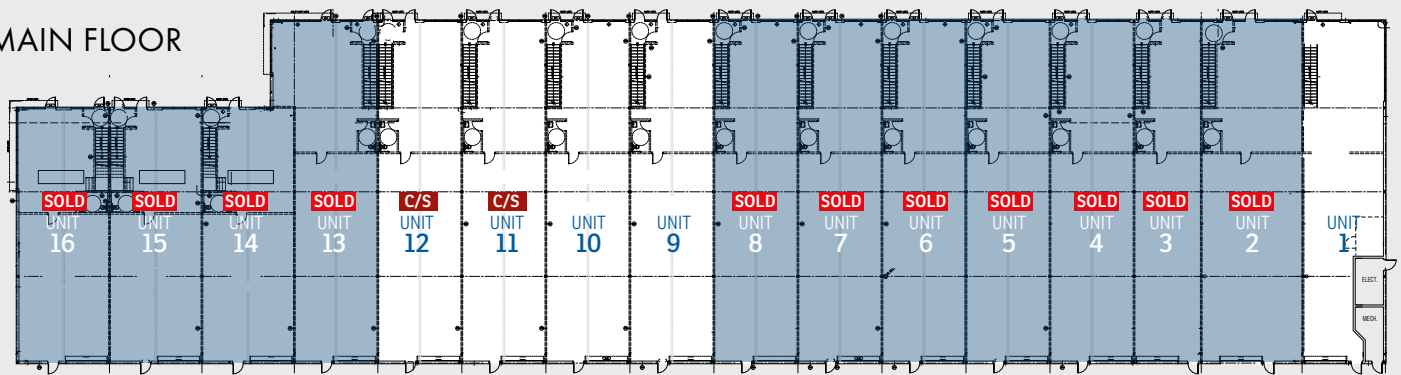 MAIN FLOOR
SOLD
UNIT
16
SOLD
UNIT
15
SOLD
UNIT
14
SOLD
UNIT
13
C/S
UNIT
12
C/S
UNIT
11
UNIT
10
UNIT
9
SOLD
UNIT
8
SOLD
UNIT
7
SOLD
UNIT
6
SOLD
UNIT
5
SOLD
UNIT
4
SOLD
UNIT
3
SOLD
UNIT
2
UNIT
1
ELECT.
MECH.